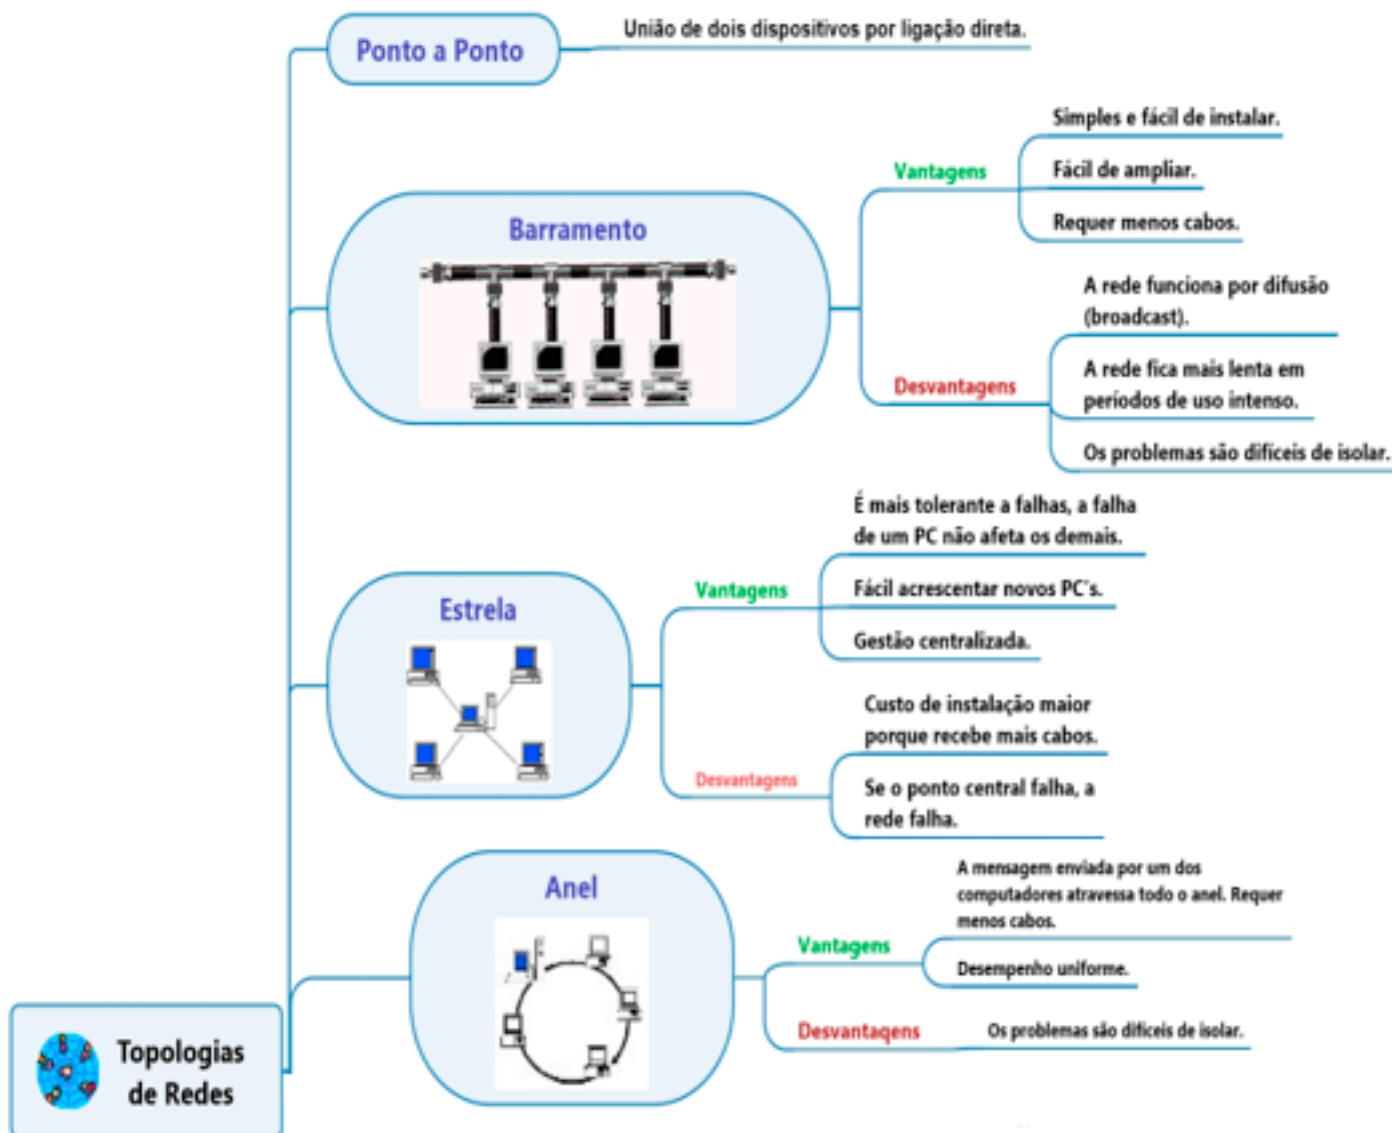 Ponto a Ponto
União de dois dispositivos por ligação direta.
Barramento
Vantagens
Simples e fácil de instalar.
Fácil de ampliar.
Requer menos cabos.
Desvantagens
A rede funciona por difusão
(broadcast).
A rede fica mais lenta em
períodos de uso intenso.
Os problemas são difíceis de isolar.
Estrela
Vantagens
É mais tolerante a falhas, a falha
de um PC não afeta os demais.
Fácil acrescentar novos PC's.
Gestão centralizada.
Desvantagens
Custo de instalação maior
porque recebe mais cabos.
Se o ponto central falha, a
rede falha.
Anel
Vantagens
A mensagem enviada por um dos
computadores atravessa todo o anel. Requer
menos cabos.
Desempenho uniforme.
Desvantagens
Os problemas são difíceis de isolar.
Topologias
de Redes